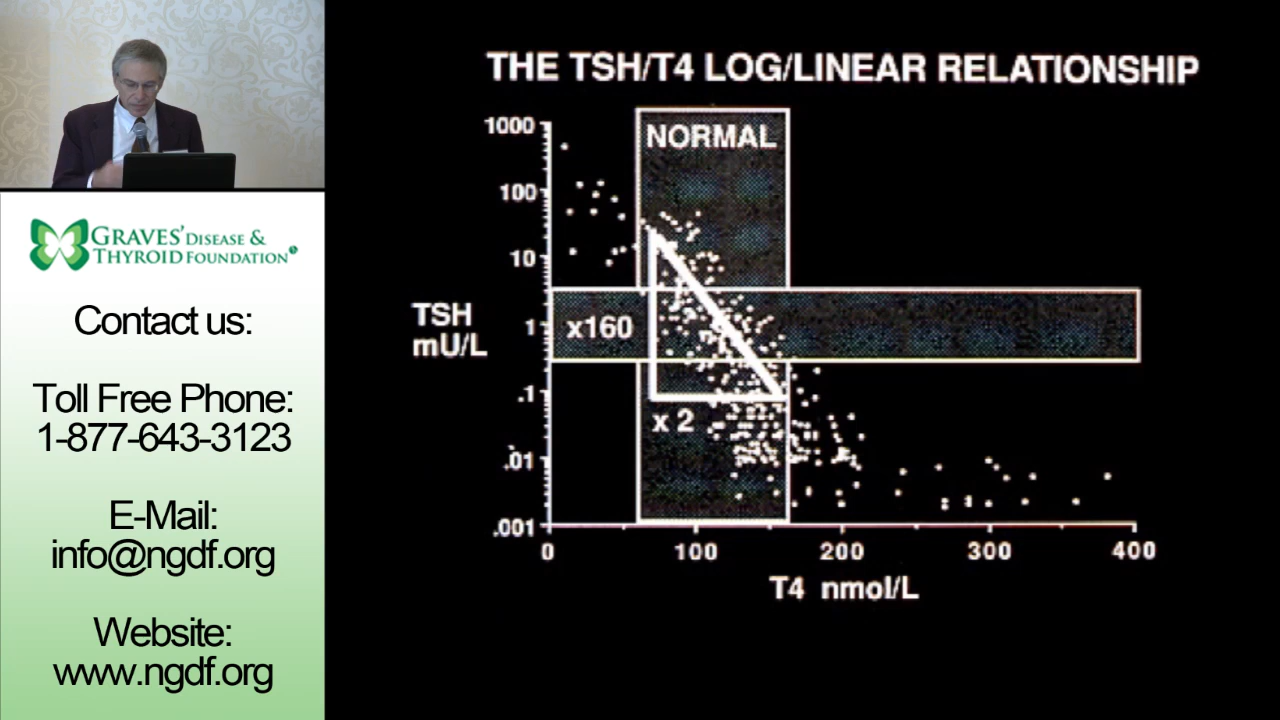 GRAVES' DISEASE &
THYROID FOUNDATION
Contact us:
Toll Free Phone:
1-877-643-3123
E-Mail:
info@ngdf.org
Website:
www.ngdf.org
THE TSH/T4 LOG/LINEAR RELATIONSHIP
NORMAL
1000
100
10
1
.1
.01
.001
TSH
mU/L
x160
x 2
0 100 200 300 400
T4 nmol/L